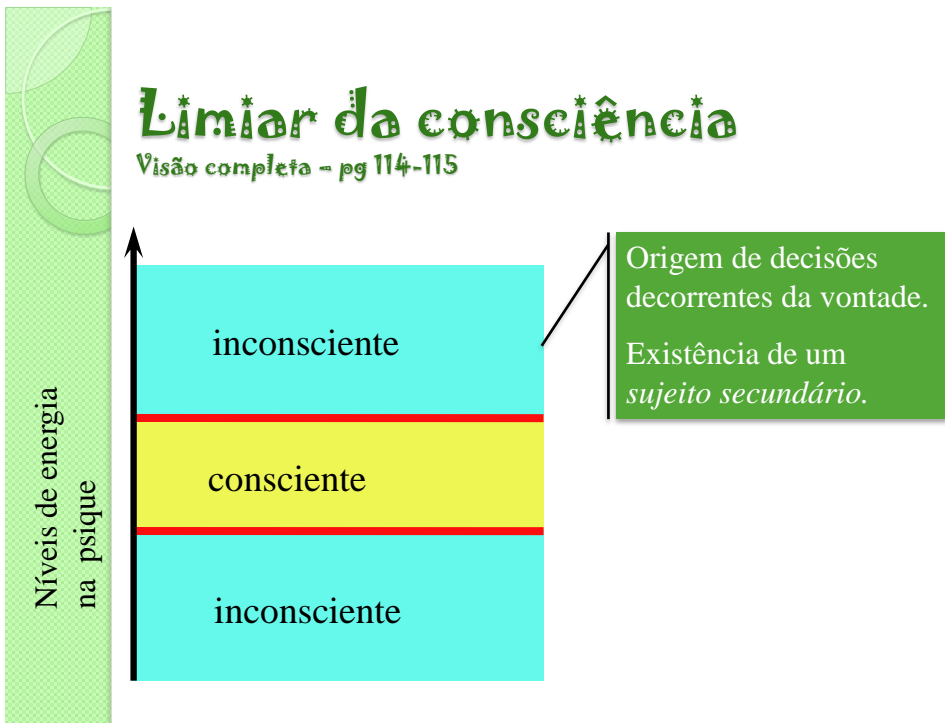 Limiar da consciência
Visão completa – pg 114-115
Níveis de energia
na psique
inconsciente
consciente
inconsciente
Origem de decisões
decorrentes da vontade.
Existência de um
sujeito secundário.